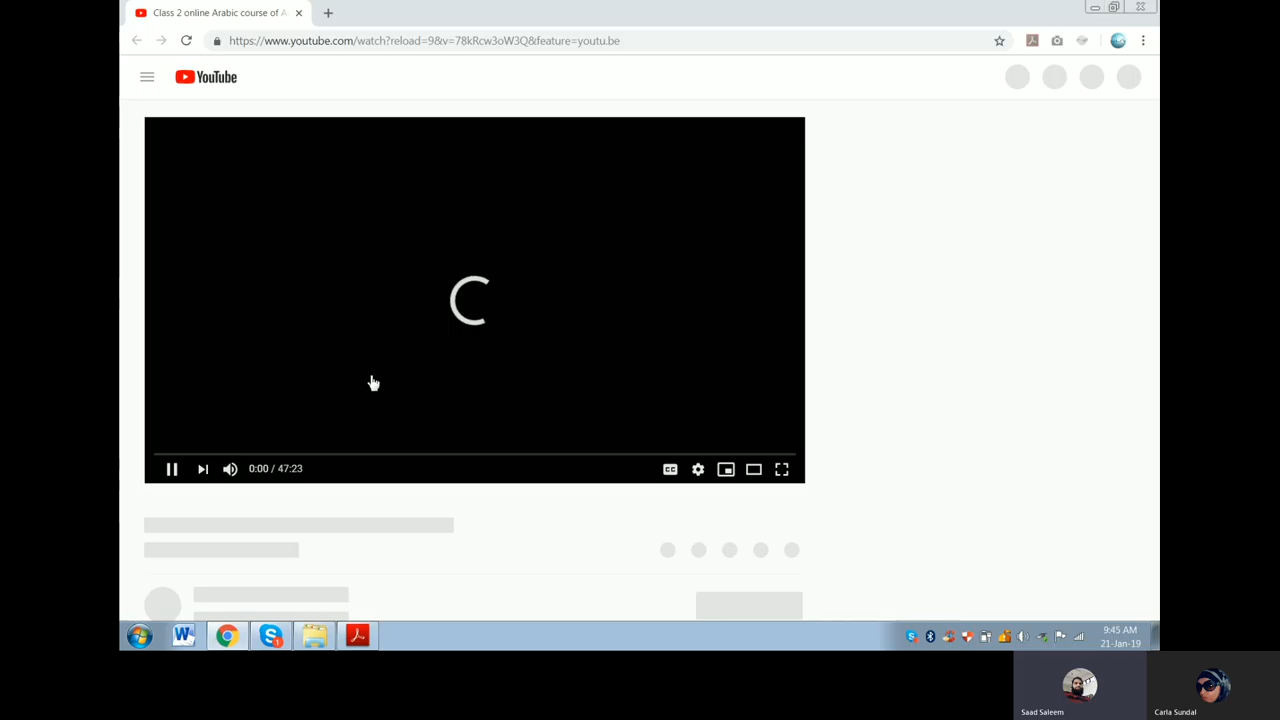 Class 2 online Arabic course of A
https://www.youtube.com/watch?reload=9&v=78kRcw3oW3Q&feature=youtu.be
YouTube
0:00 / 47:23
CC
9:45 AM
21-Jan-19
Saad Saleem
Carla Sundal